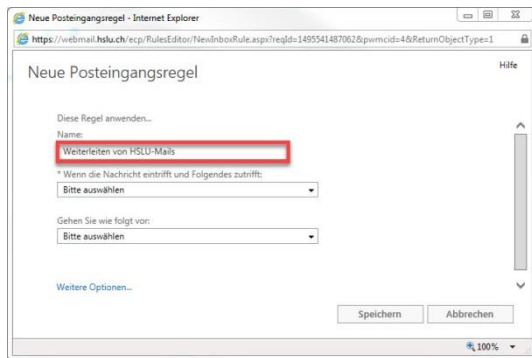 Neue Posteingangsregel - Internet Explorer
https://webmail.hslu.ch/ecp/RulesEditor/NewInboxRule.aspx?reqId=1495541487062&pwmcid=4&ReturnObjectType=1
Hilfe
Neue Posteingangsregel
Diese Regel anwenden...
Name:
Weiterleiten von HSLU-Mails
* Wenn die Nachricht eintrifft und Folgendes zutrifft:
Bitte auswählen
Gehen Sie wie folgt vor:
Bitte auswählen
Weitere Optionen...
Speichern Abbrechen
100%